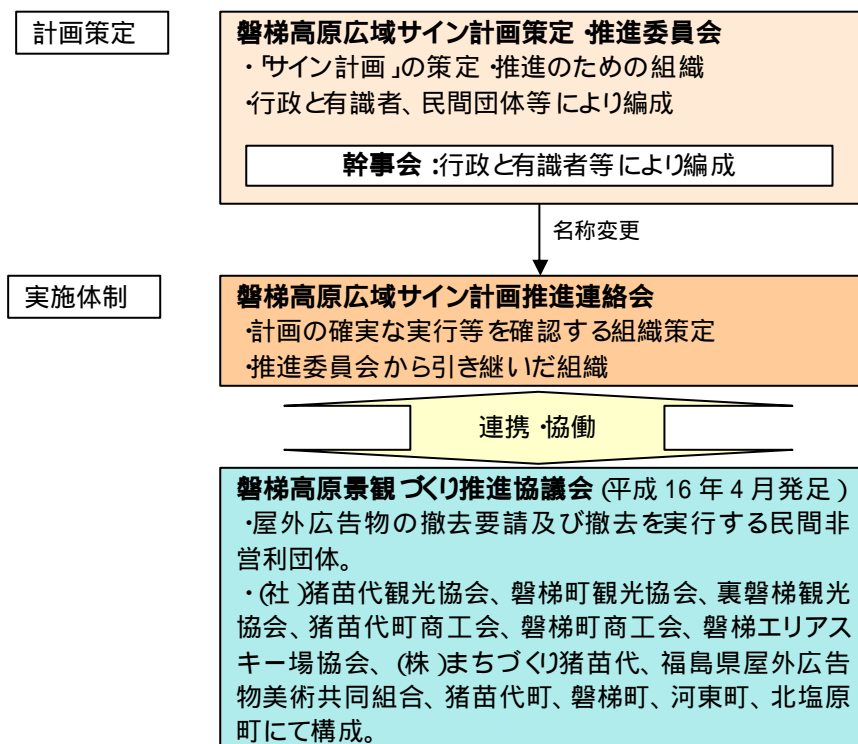 計画策定
磐梯高原広域サイン計画策定・推進委員会
・「サイン計画」の策定・推進のための組織
・行政と有識者、民間団体等により編成
幹事会：行政と有識者等により編成
名称変更
実施体制
磐梯高原広域サイン計画推進連絡会
・計画の確実な実行等を確認する組織策定
・推進委員会から引き継いだ組織
連携・協働
磐梯高原景観づくり推進協議会（平成16年4月発足）
・屋外広告物の撤去要請及び撤去を実行する民間非
営利団体。
・（社）猪苗代観光協会、磐梯町観光協会、裏磐梯観光
協会、猪苗代町商工会、磐梯町商工会、磐梯エリアス
キー場協会、（株）まちづくり猪苗代、福島県屋外広告
物美術共同組合、猪苗代町、磐梯町、河東町、北塩原
町にて構成。